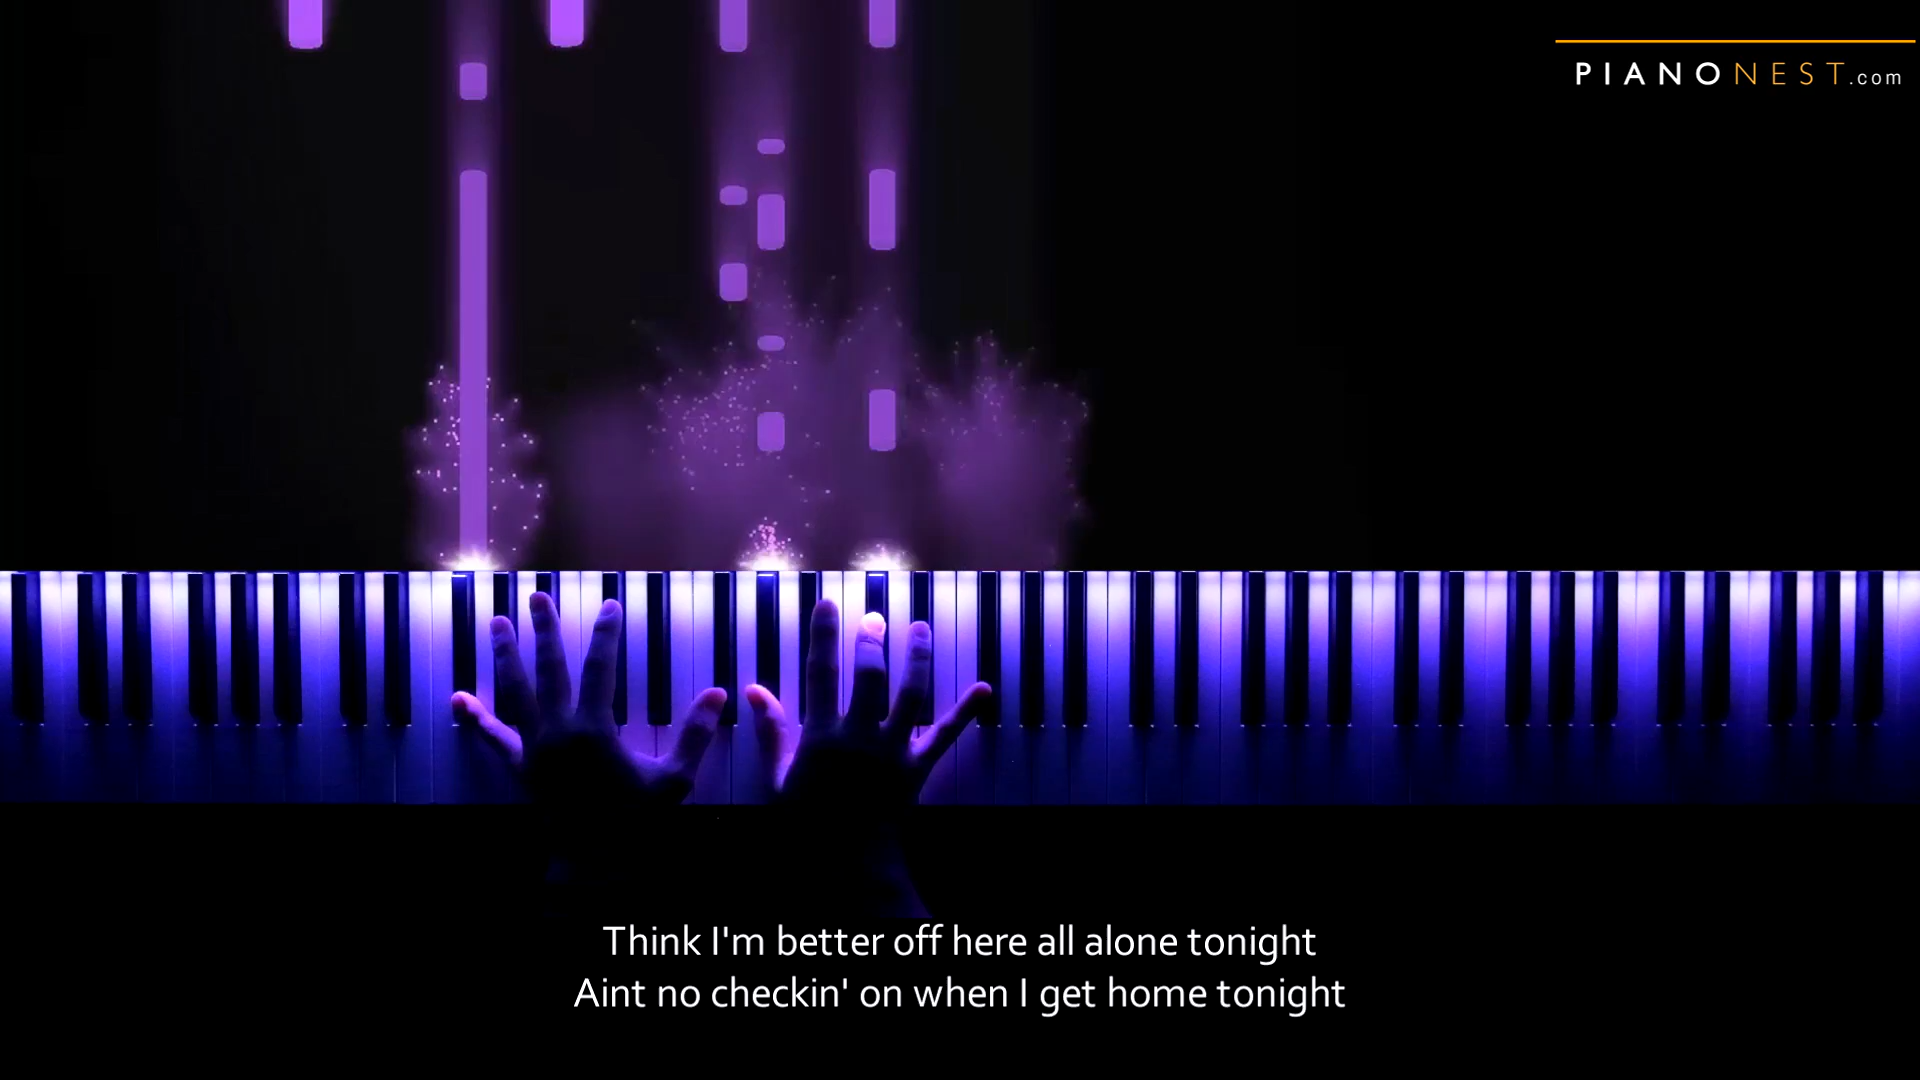 PIANONEST.com
Think I'm better off here all alone tonight
Aint no checkin' on when I get home tonight